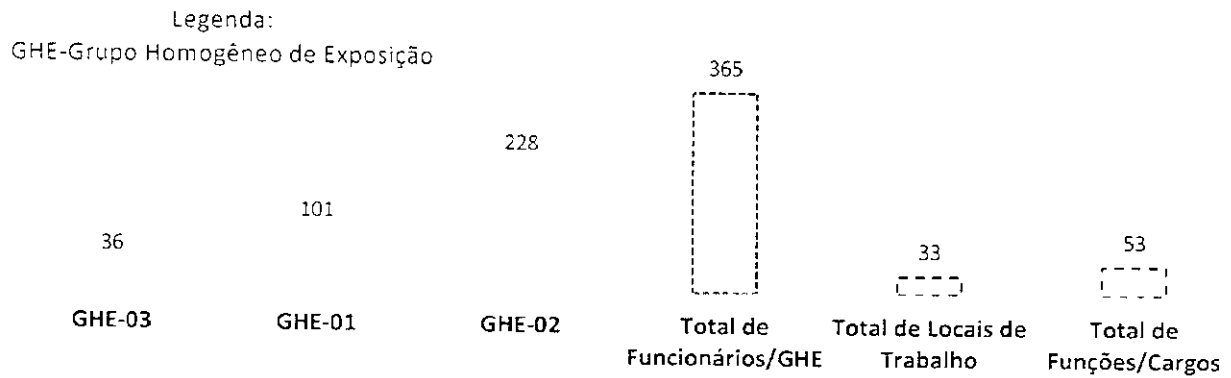 Legenda:
GHE-Grupo Homogêneo de Exposição
365
228
101
36
33
53
GHE-03
GHE-01
GHE-02
Total de
Funcionários/GHE
Total de Locais de
Trabalho
Total de
Funções/Cargos